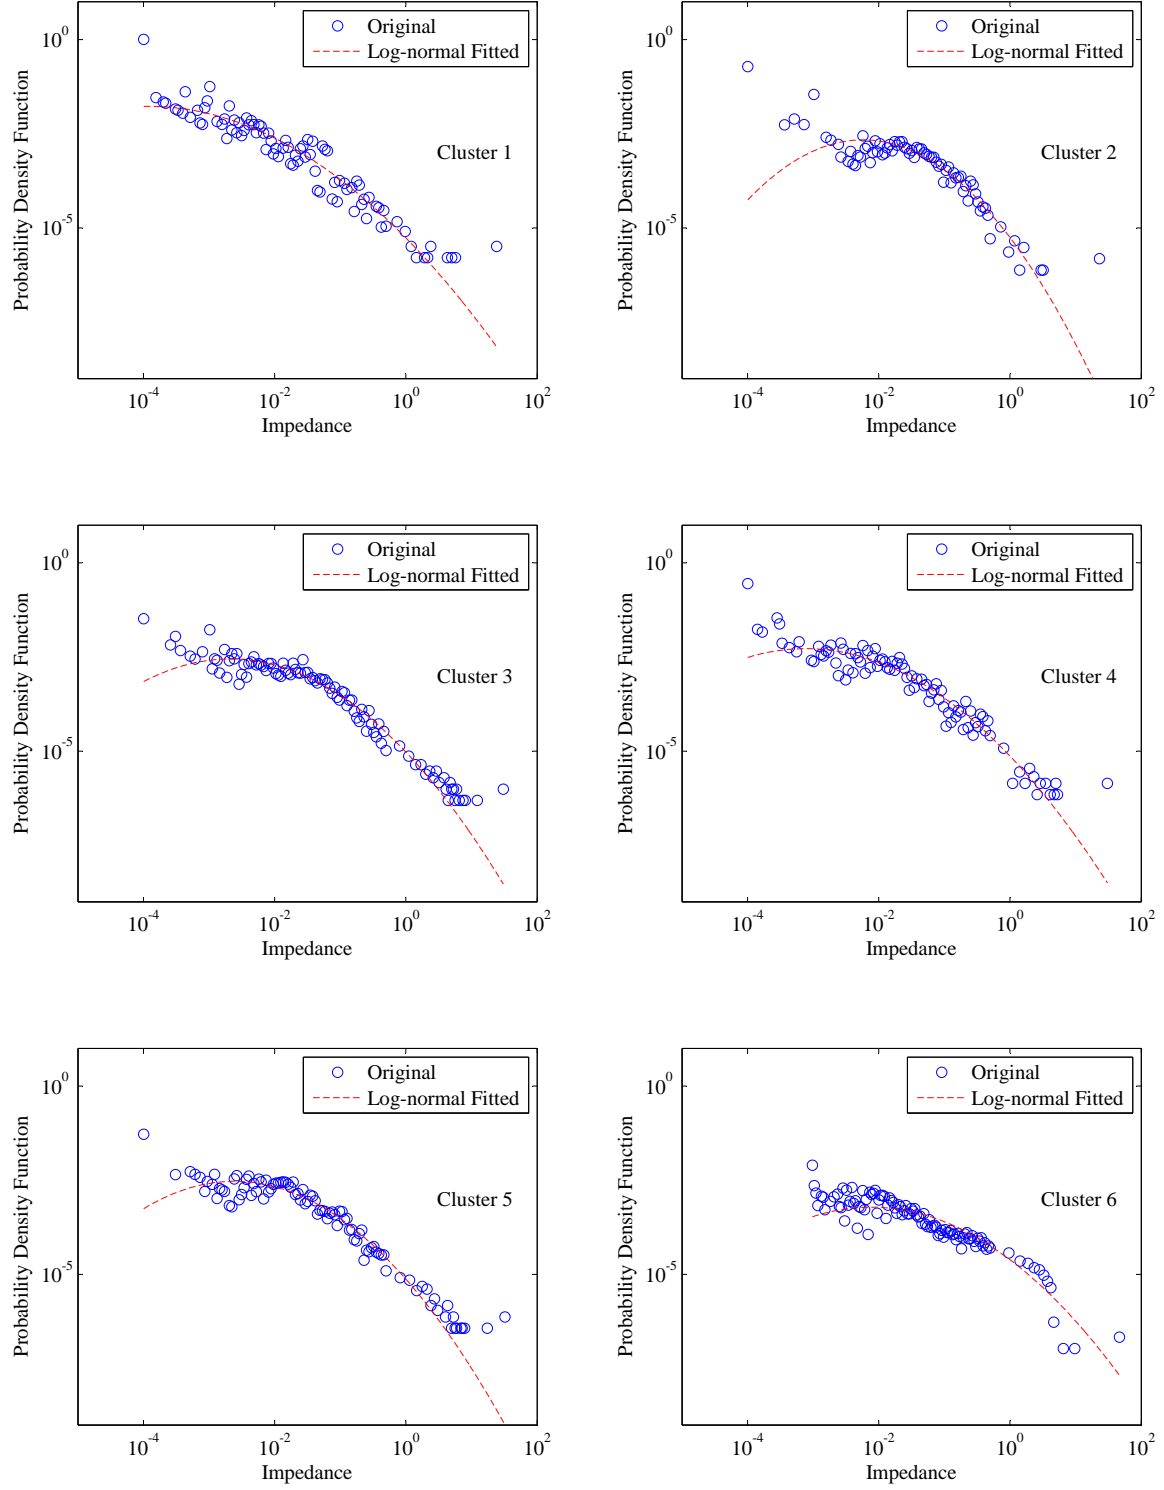 Original
Log-normal Fitted
Cluster 1
Probability Density Function
10^0
10^-5
10^-4
10^-2
10^0
10^2
Impedance
Original
Log-normal Fitted
Cluster 2
Probability Density Function
10^0
10^-5
10^-4
10^-2
10^0
10^2
Impedance
Original
Log-normal Fitted
Cluster 3
Probability Density Function
10^0
10^-5
10^-4
10^-2
10^0
10^2
Impedance
Original
Log-normal Fitted
Cluster 4
Probability Density Function
10^0
10^-5
10^-4
10^-2
10^0
10^2
Impedance
Original
Log-normal Fitted
Cluster 5
Probability Density Function
10^0
10^-5
10^-4
10^-2
10^0
10^2
Impedance
Original
Log-normal Fitted
Cluster 6
Probability Density Function
10^0
10^-5
10^-4
10^-2
10^0
10^2
Impedance